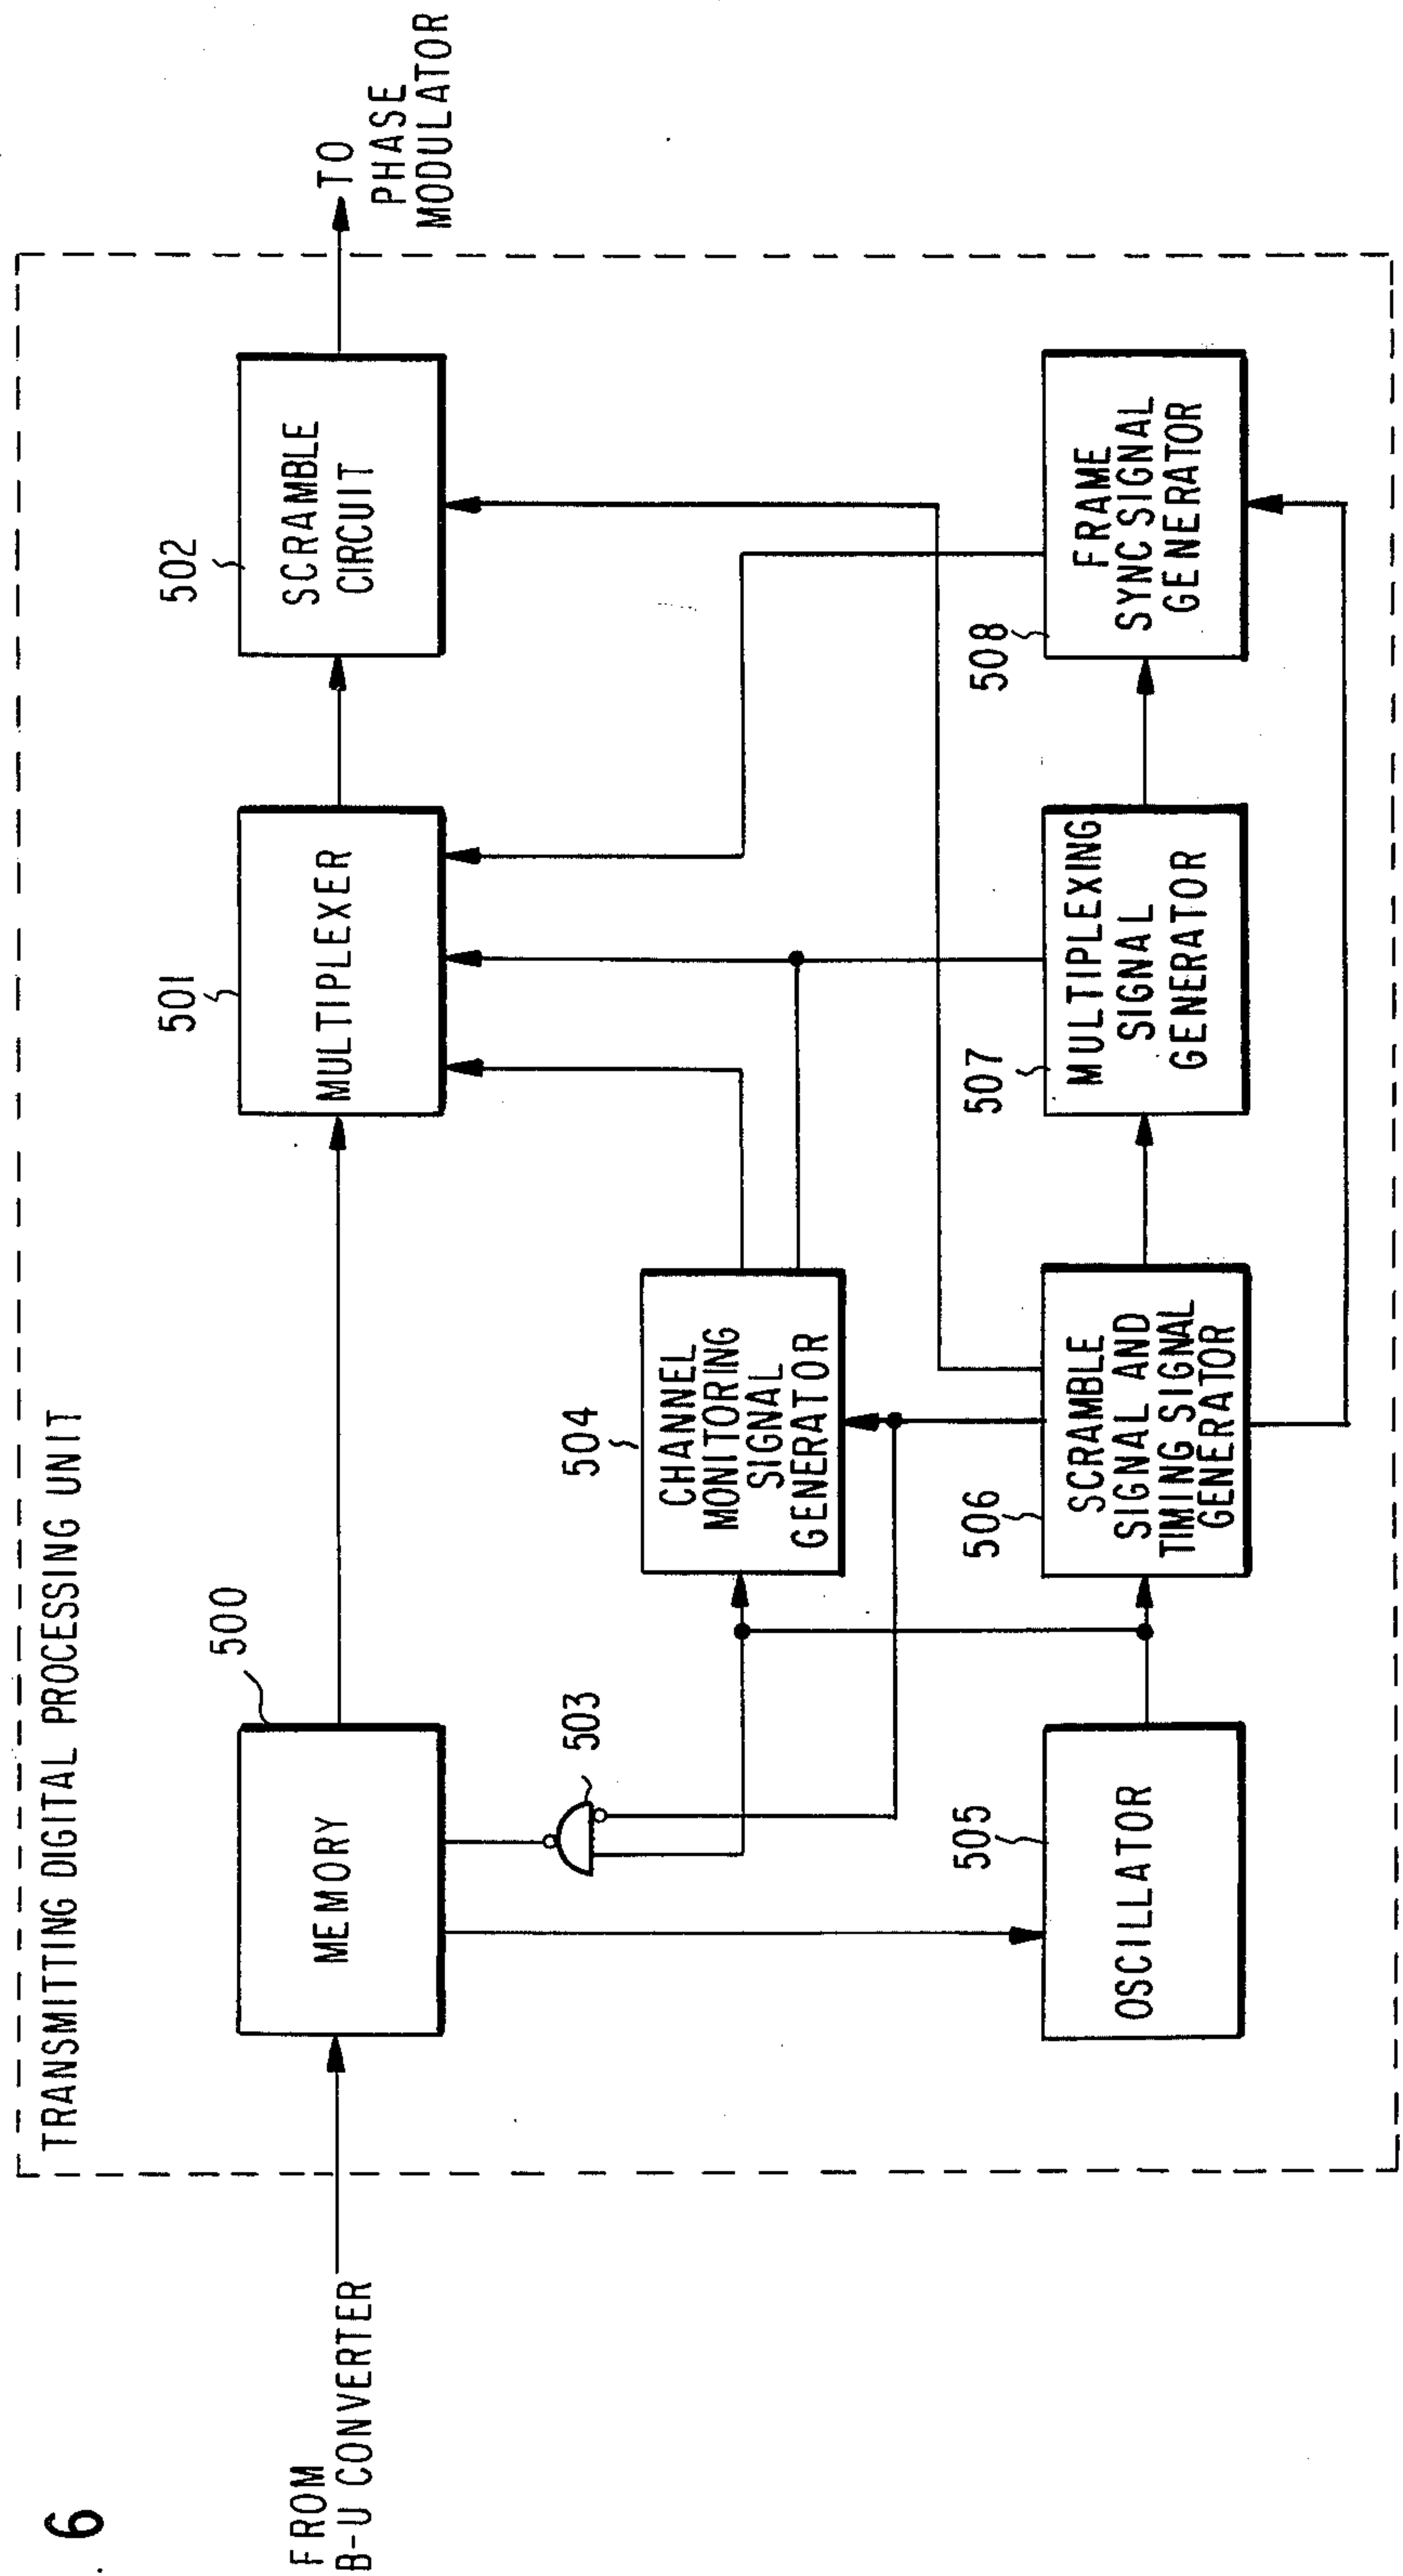 . 6
TRANSMITTING DIGITAL PROCESSING UNIT
FROM
B-U CONVERTER
500
MEMORY
501
MULTIPLEXER
502
SCRAMBLE
CIRCUIT
TO
PHASE
MODULATOR
503
504
CHANNEL
MONITORING
SIGNAL
GENERATOR
505
OSCILLATOR
506
SCRAMBLE
SIGNAL AND
TIMING SIGNAL
GENERATOR
507
MULTIPLEXING
SIGNAL
GENERATOR
508
FRAME
SYNC SIGNAL
GENERATOR